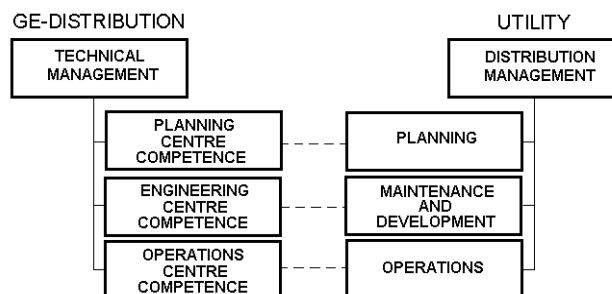 GE-DISTRIBUTION
UTILITY
TECHNICAL
MANAGEMENT
DISTRIBUTION
MANAGEMENT
PLANNING
CENTRE
COMPETENCE
PLANNING
ENGINEERING
CENTRE
COMPETENCE
MAINTENANCE
AND
DEVELOPMENT
OPERATIONS
CENTRE
COMPETENCE
OPERATIONS